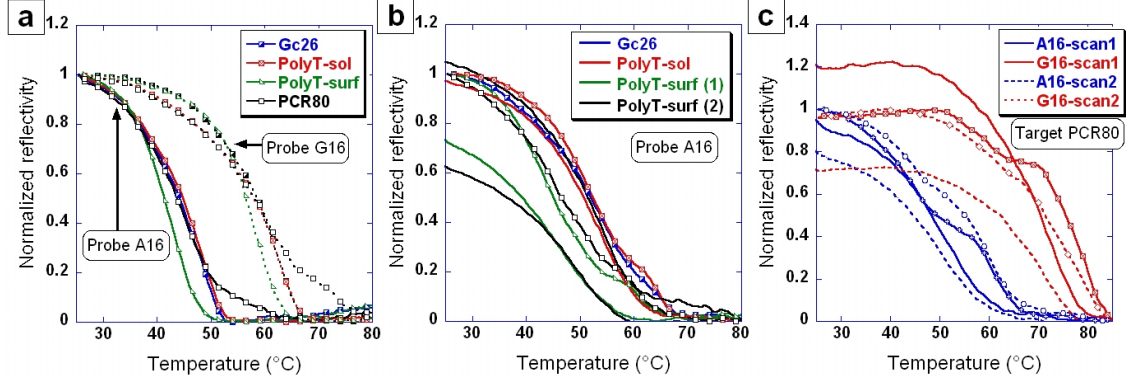 a
Normalized reflectivity
1.2
1
0.8
0.6
0.4
0.2
0
Gc26
PolyT-sol
PolyT-surf
PCR80
Probe G16
Probe A16
30 40 50 60 70 80
Temperature (°C)
b
Normalized reflectivity
1.2
1
0.8
0.6
0.4
0.2
0
Gc26
PolyT-sol
PolyT-surf (1)
PolyT-surf (2)
Probe A16
30 40 50 60 70 80
Temperature (°C)
c
Normalized reflectivity
1.4
1.2
1
0.8
0.6
0.4
0.2
0
A16-scan1
G16-scan1
A16-scan2
G16-scan2
Target PCR80
30 40 50 60 70 80
Temperature (°C)